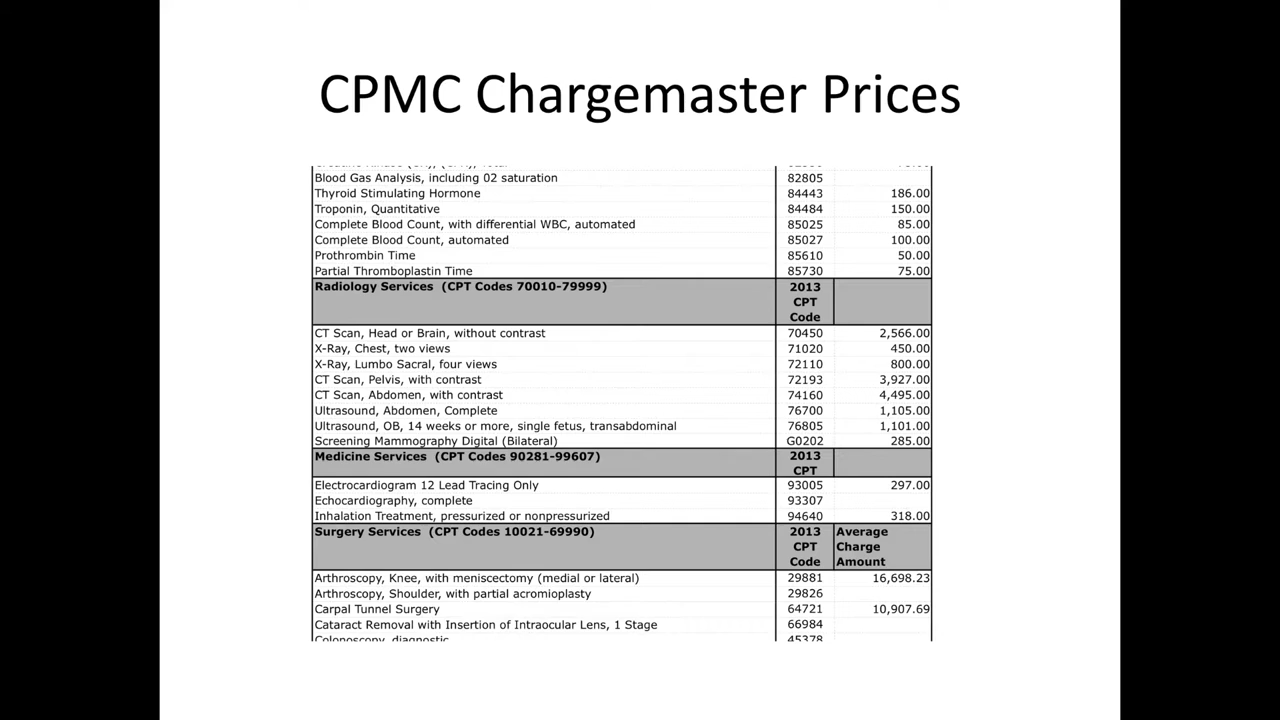 CPMC Chargemaster Prices
Blood Gas Analysis, including 02 saturation 82805
Thyroid Stimulating Hormone 84443 186.00
Troponin, Quantitative 84484 150.00
Complete Blood Count, with differential WBC, automated 85025 85.00
Complete Blood Count, automated 85027 100.00
Prothrombin Time 85610 50.00
Partial Thromboplastin Time 85730 75.00
Radiology Services (CPT Codes 70010-79999) 2013
CPT
Code
CT Scan, Head or Brain, without contrast 70450 2,566.00
X-Ray, Chest, two views 71020 450.00
X-Ray, Lumbo Sacral, four views 72110 800.00
CT Scan, Pelvis, with contrast 72193 3,927.00
CT Scan, Abdomen, with contrast 74160 4,495.00
Ultrasound, Abdomen, Complete 76700 1,105.00
Ultrasound, OB, 14 weeks or more, single fetus, transabdominal 76805 1,101.00
Screening Mammography Digital (Bilateral) G0202 285.00
Medicine Services (CPT Codes 90281-99607) 2013
CPT
Electrocardiogram 12 Lead Tracing Only 93005 297.00
Echocardiography, complete 93307
Inhalation Treatment, pressurized or nonpressurized 94640 318.00
Surgery Services (CPT Codes 10021-69990) 2013 Average
CPT Charge
Code Amount
Arthroscopy, Knee, with meniscectomy (medial or lateral) 29881 16,698.23
Arthroscopy, Shoulder, with partial acromioplasty 29826
Carpal Tunnel Surgery 64721 10,907.69
Cataract Removal with Insertion of Intraocular Lens, 1 Stage 66984
Colonoscopy, diagnostic 45378